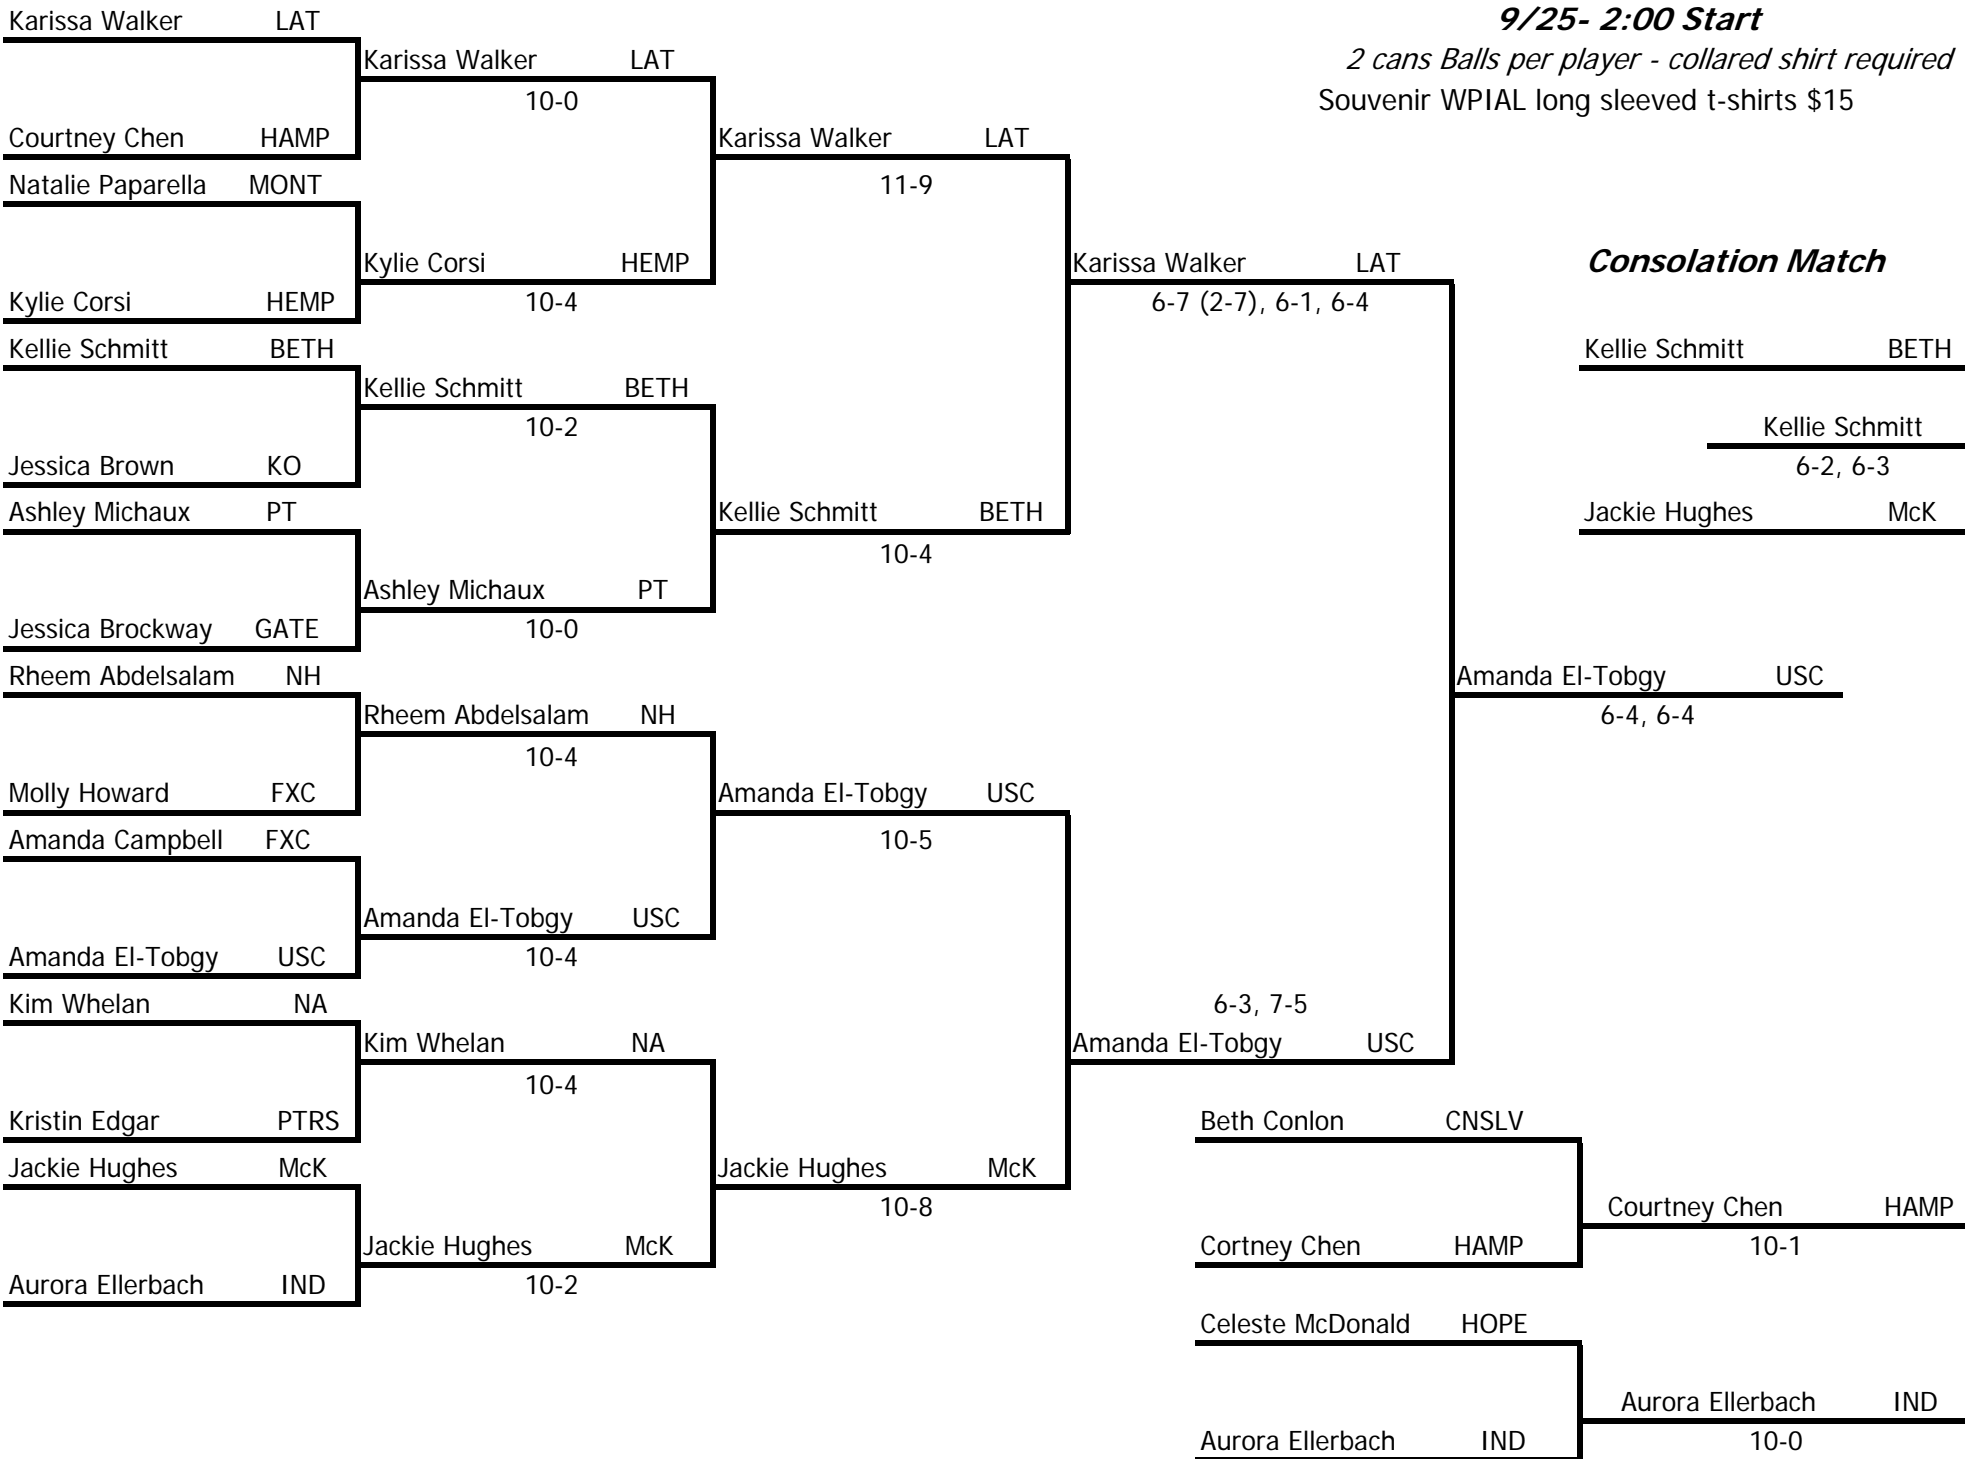 Karissa Walker LAT
9/25- 2:00 Start
Karissa Walker LAT
2 cans Balls per player - collared shirt required
10-0
Souvenir WPIAL long sleeved t-shirts $15
Courtney Chen HAMP
Karissa Walker LAT
Natalie Paparella MONT
11-9
Kylie Corsi HEMP
Karissa Walker LAT
Consolation Match
Kylie Corsi HEMP
10-4
6-7 (2-7), 6-1, 6-4
Kellie Schmitt BETH
Kellie Schmitt BETH
Kellie Schmitt BETH
10-2
Kellie Schmitt
Jessica Brown KO
6-2, 6-3
Ashley Michaux PT
Kellie Schmitt BETH
Jackie Hughes McK
10-4
Ashley Michaux PT
Jessica Brockway GATE
10-0
Rheem Abdelsalam NH
Amanda El-Tobgy USC
Rheem Abdelsalam NH
6-4, 6-4
10-4
Molly Howard FXC
Amanda El-Tobgy USC
Amanda Campbell FXC
10-5
Amanda El-Tobgy USC
Amanda El-Tobgy USC
10-4
Kim Whelan NA
6-3, 7-5
Kim Whelan NA
Amanda El-Tobgy USC
10-4
Kristin Edgar PTRS
Beth Conlon CNSLV
Jackie Hughes McK
Jackie Hughes McK
10-8
Courtney Chen HAMP
Jackie Hughes McK
Cortney Chen HAMP
10-1
Aurora Ellerbach IND
10-2
Celeste McDonald HOPE
Aurora Ellerbach IND
Aurora Ellerbach IND
10-0